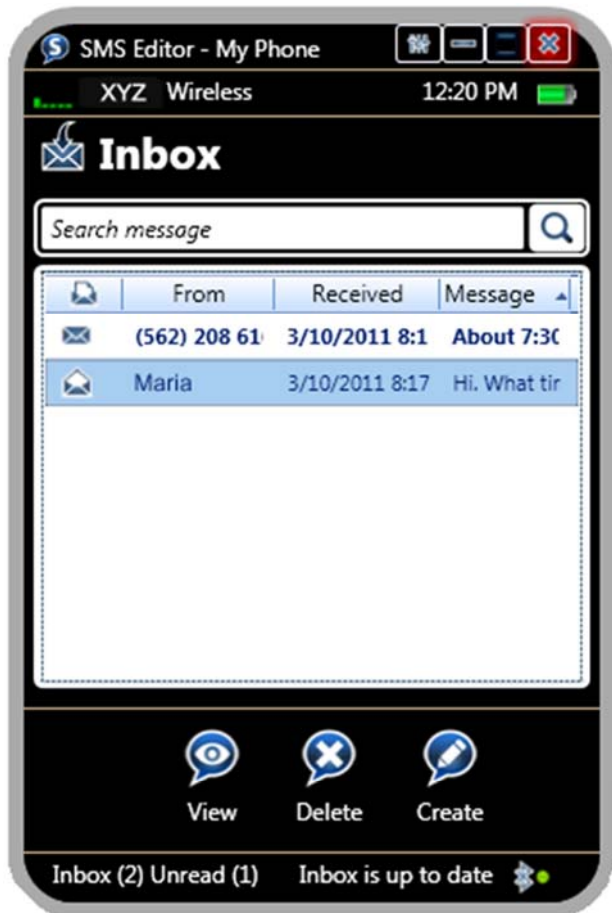 SMS Editor - My Phone
XYZ Wireless 12:20 PM
Inbox
Search message
From Received Message
(562) 208 61 3/10/2011 8:1 About 7:30
Maria 3/10/2011 8:17 Hi. What
View Delete Create
Inbox (2) Unread (1) Inbox is up to date